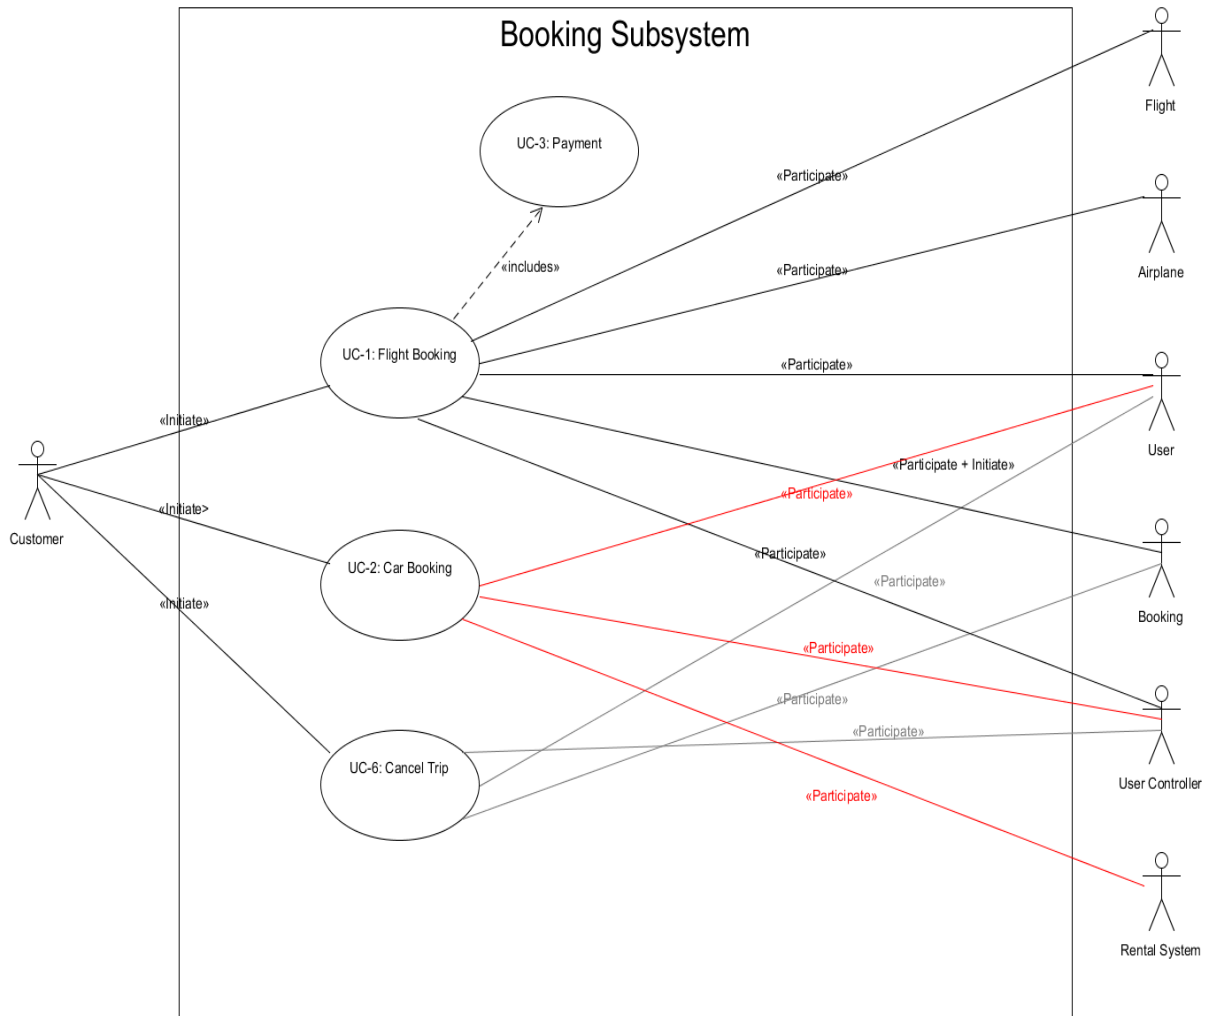 Booking Subsystem
Flight
UC-3: Payment
«Participate»
«includes»
«Participate»
Airplane
UC-1: Flight Booking
«Participate»
«Initiate»
User
«Participate + Initiate»
«Participate»
«Initiate>
Customer
«Participate»
UC-2: Car Booking
«Participate»
«Initiate»
Booking
«Participate»
«Participate»
«Participate»
UC-6: Cancel Trip
User Controller
«Participate»
Rental System